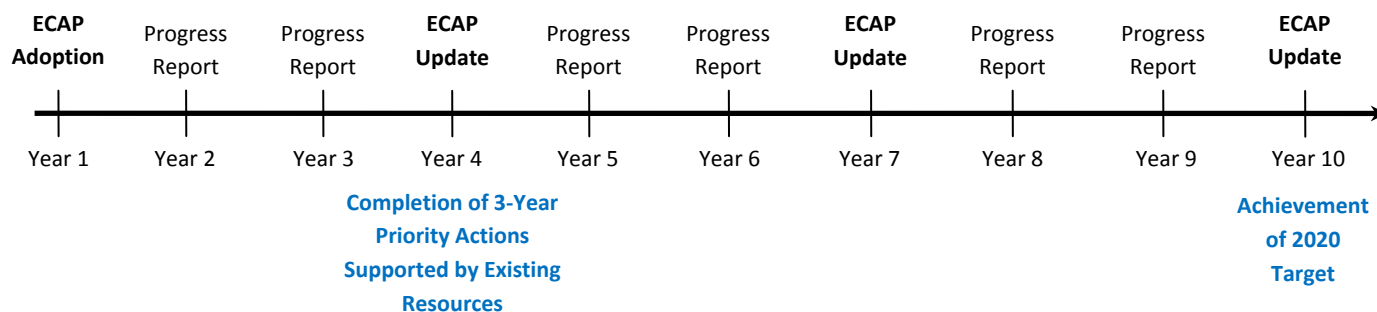 ECAP
Adoption
Progress
Report
Progress
Report
ECAP
Update
Progress
Report
Progress
Report
ECAP
Update
Progress
Report
Progress
Report
ECAP
Update
Year 1
Year 2
Year 3
Year 4
Year 5
Year 6
Year 7
Year 8
Year 9
Year 10
Completion of 3-Year
Priority Actions
Supported by Existing
Resources
Achievement
of 2020
Target